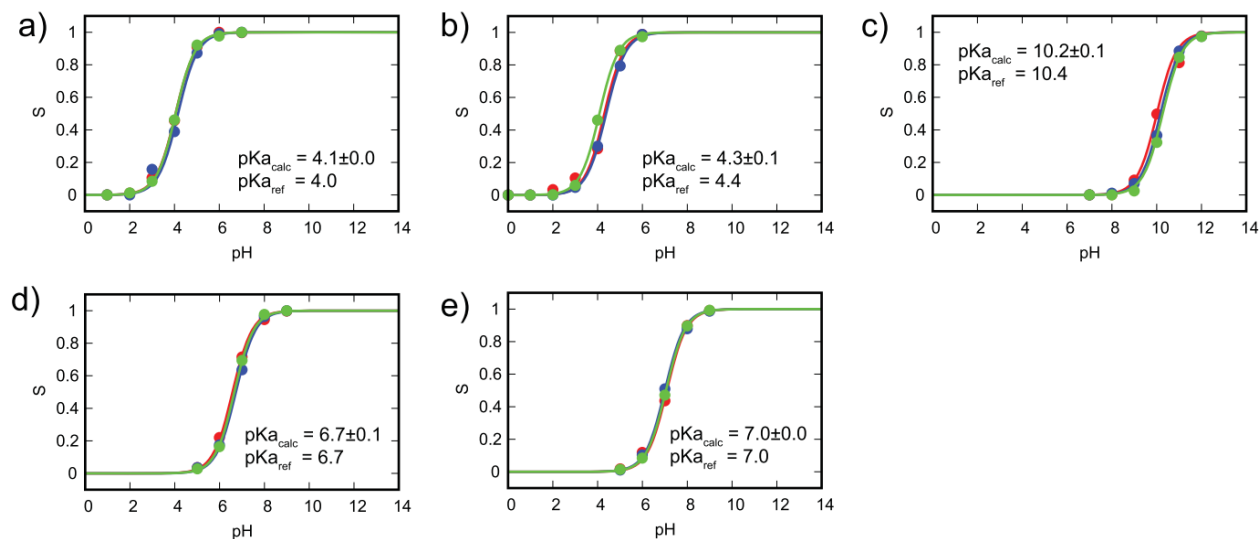 a)
1
0.8
0.6
0.4
0.2
0
S
pKa_calc = 4.1±0.0
pKa_ref = 4.0
0 2 4 6 8 10 12 14
pH
b)
1
0.8
0.6
0.4
0.2
0
S
pKa_calc = 4.3±0.1
pKa_ref = 4.4
0 2 4 6 8 10 12 14
pH
c)
1
0.8
0.6
0.4
0.2
0
S
pKa_calc = 10.2±0.1
pKa_ref = 10.4
0 2 4 6 8 10 12 14
pH
d)
1
0.8
0.6
0.4
0.2
0
S
pKa_calc = 6.7±0.1
pKa_ref = 6.7
0 2 4 6 8 10 12 14
pH
e)
1
0.8
0.6
0.4
0.2
0
S
pKa_calc = 7.0±0.0
pKa_ref = 7.0
0 2 4 6 8 10 12 14
pH